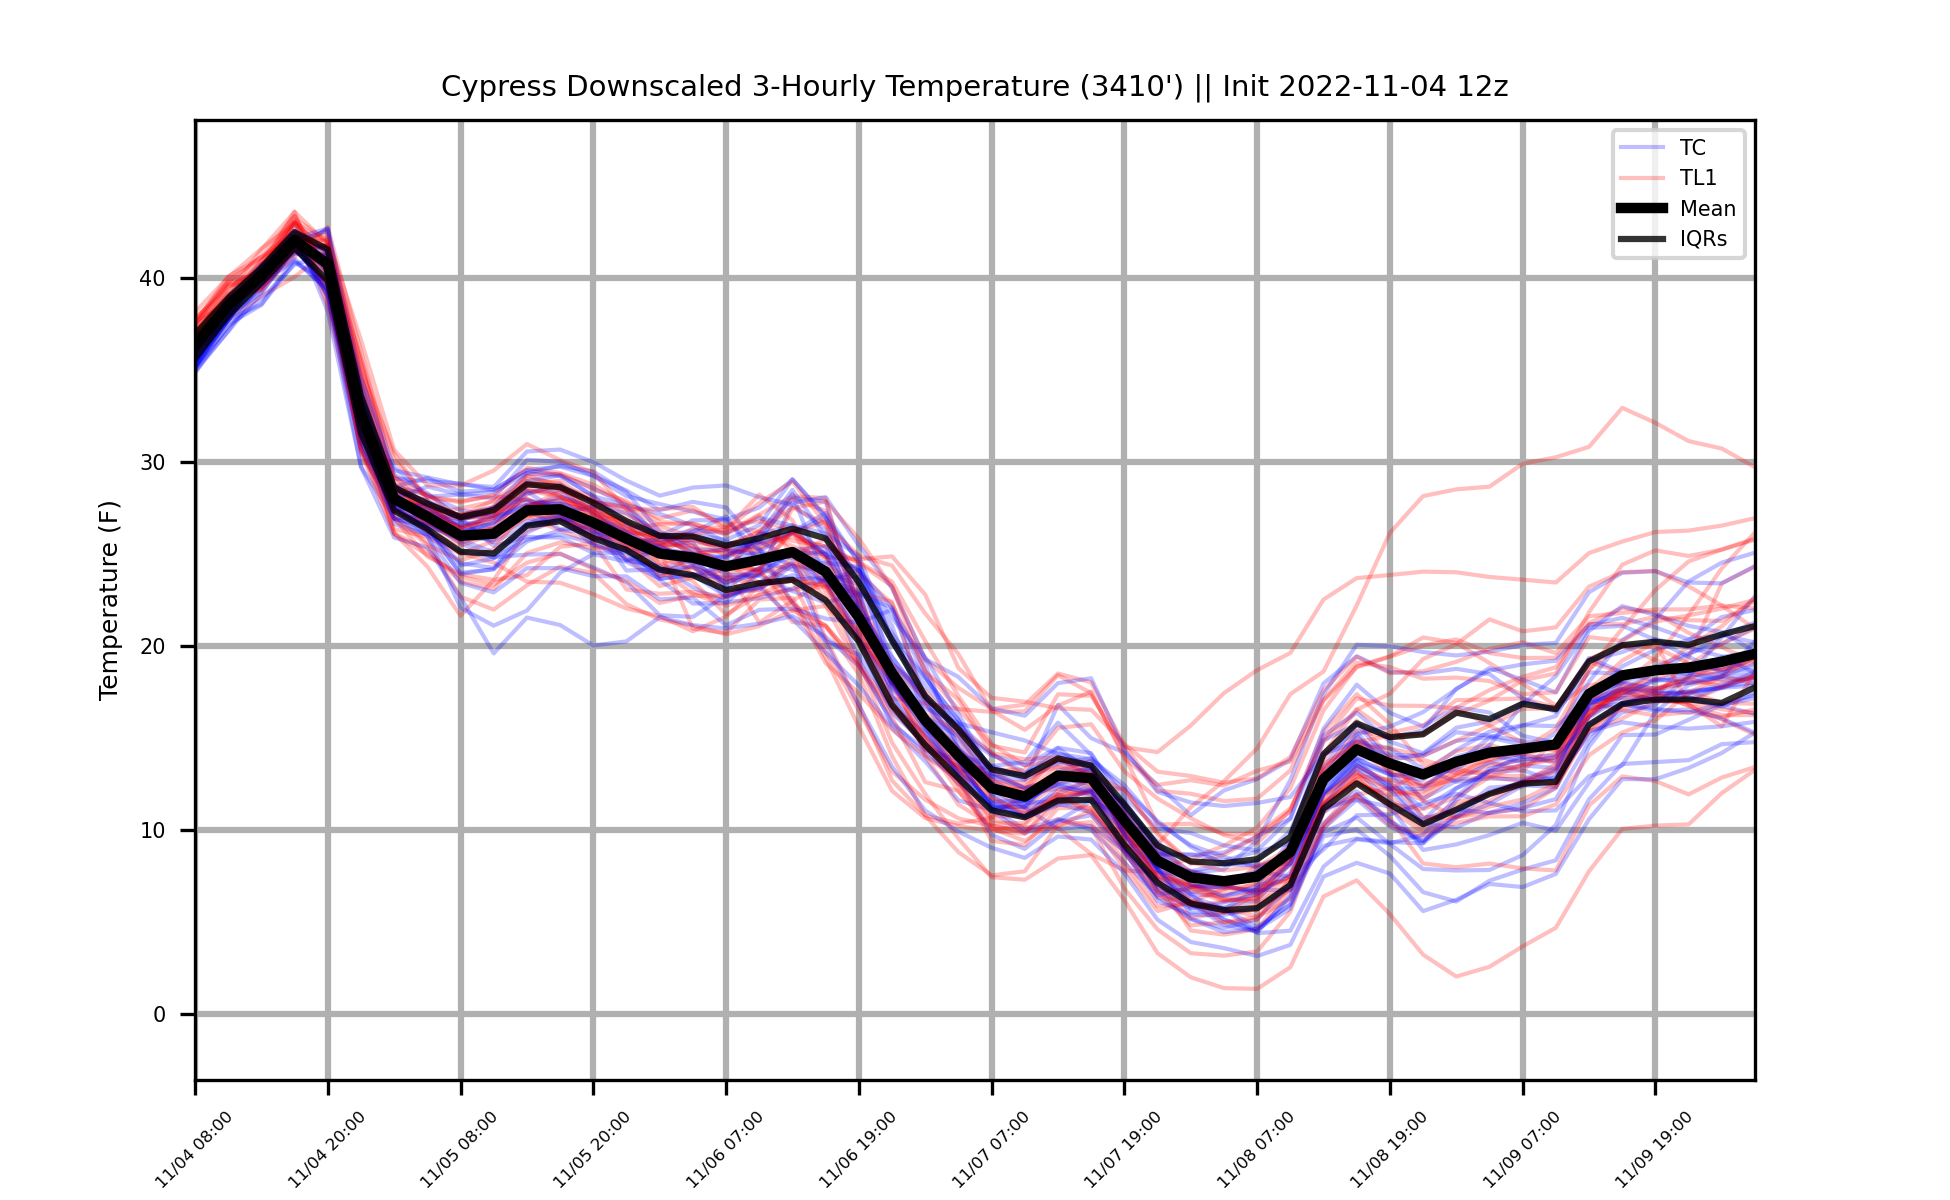 Cypress Downscaled 3-Hourly Temperature (3410') || Init 2022-11-04 12z
TC
TL1
Mean
IQRs
Temperature (F)
40
30
20
10
0
11/04 08:00
11/04 20:00
11/05 08:00
11/05 20:00
11/06 07:00
11/06 19:00
11/07 07:00
11/07 19:00
11/08 07:00
11/08 19:00
11/09 07:00
11/09 19:00